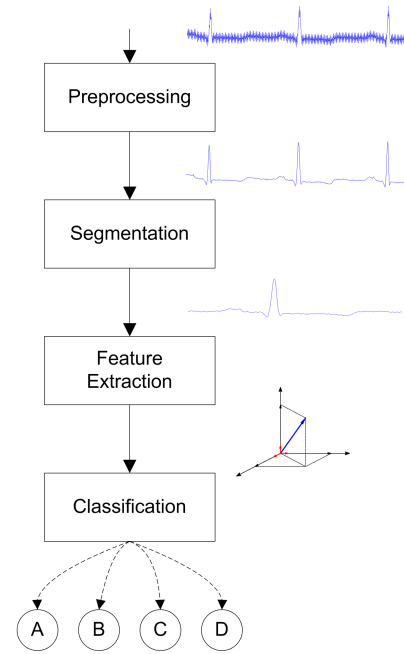 Preprocessing
Segmentation
Feature
Extraction
Classification
A B C D